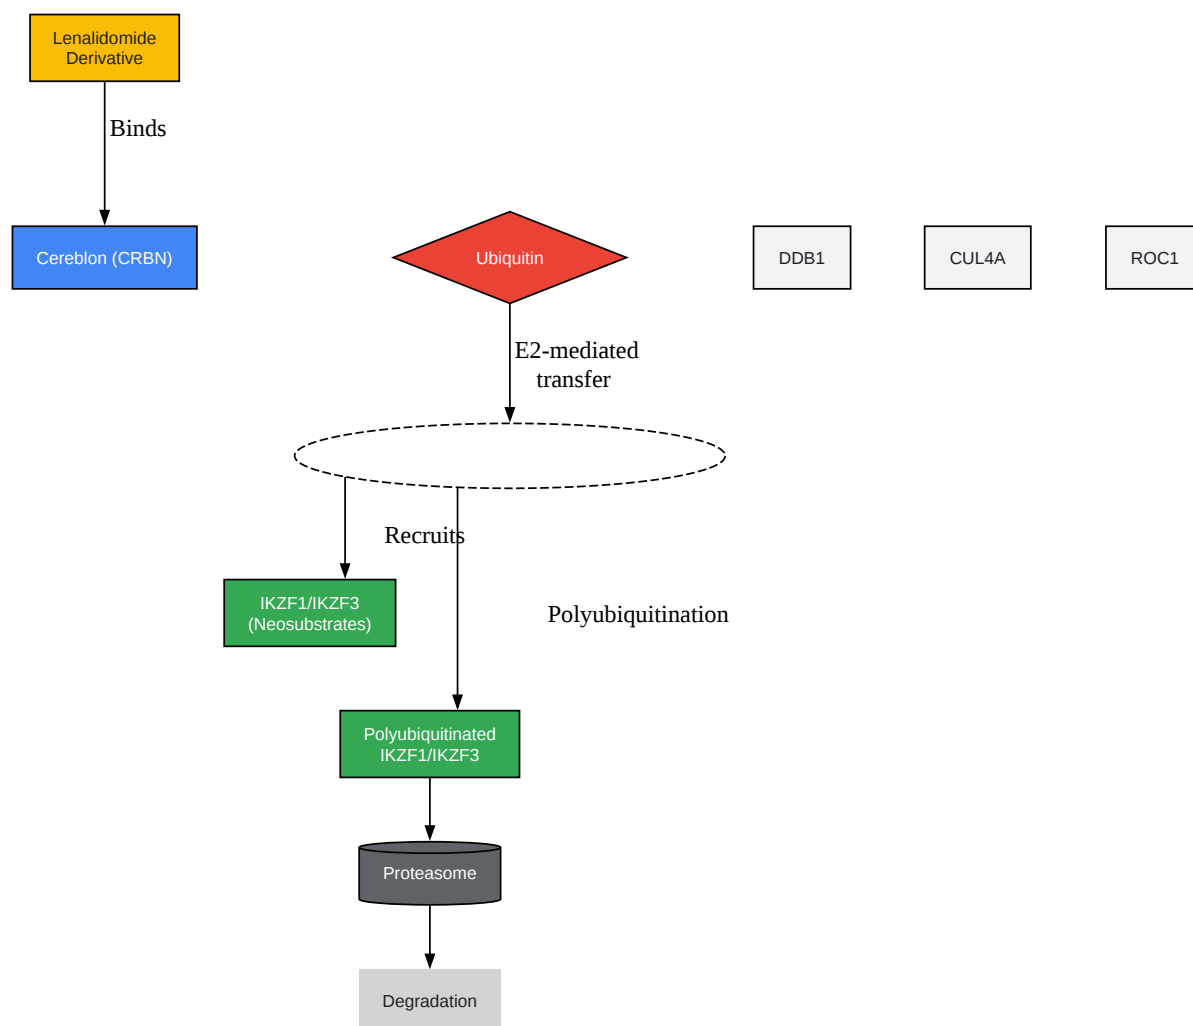 Lenalidomide
Derivative
Binds
Cereblon (CRBN)
Ubiquitin
DDB1
CUL4A
ROC1
E2-mediated
transfer
Recruits
IKZF1/IKZF3
(Neosubstrates)
Polyubiquitination
Polyubiquitinated
IKZF1/IKZF3
Proteasome
Degradation